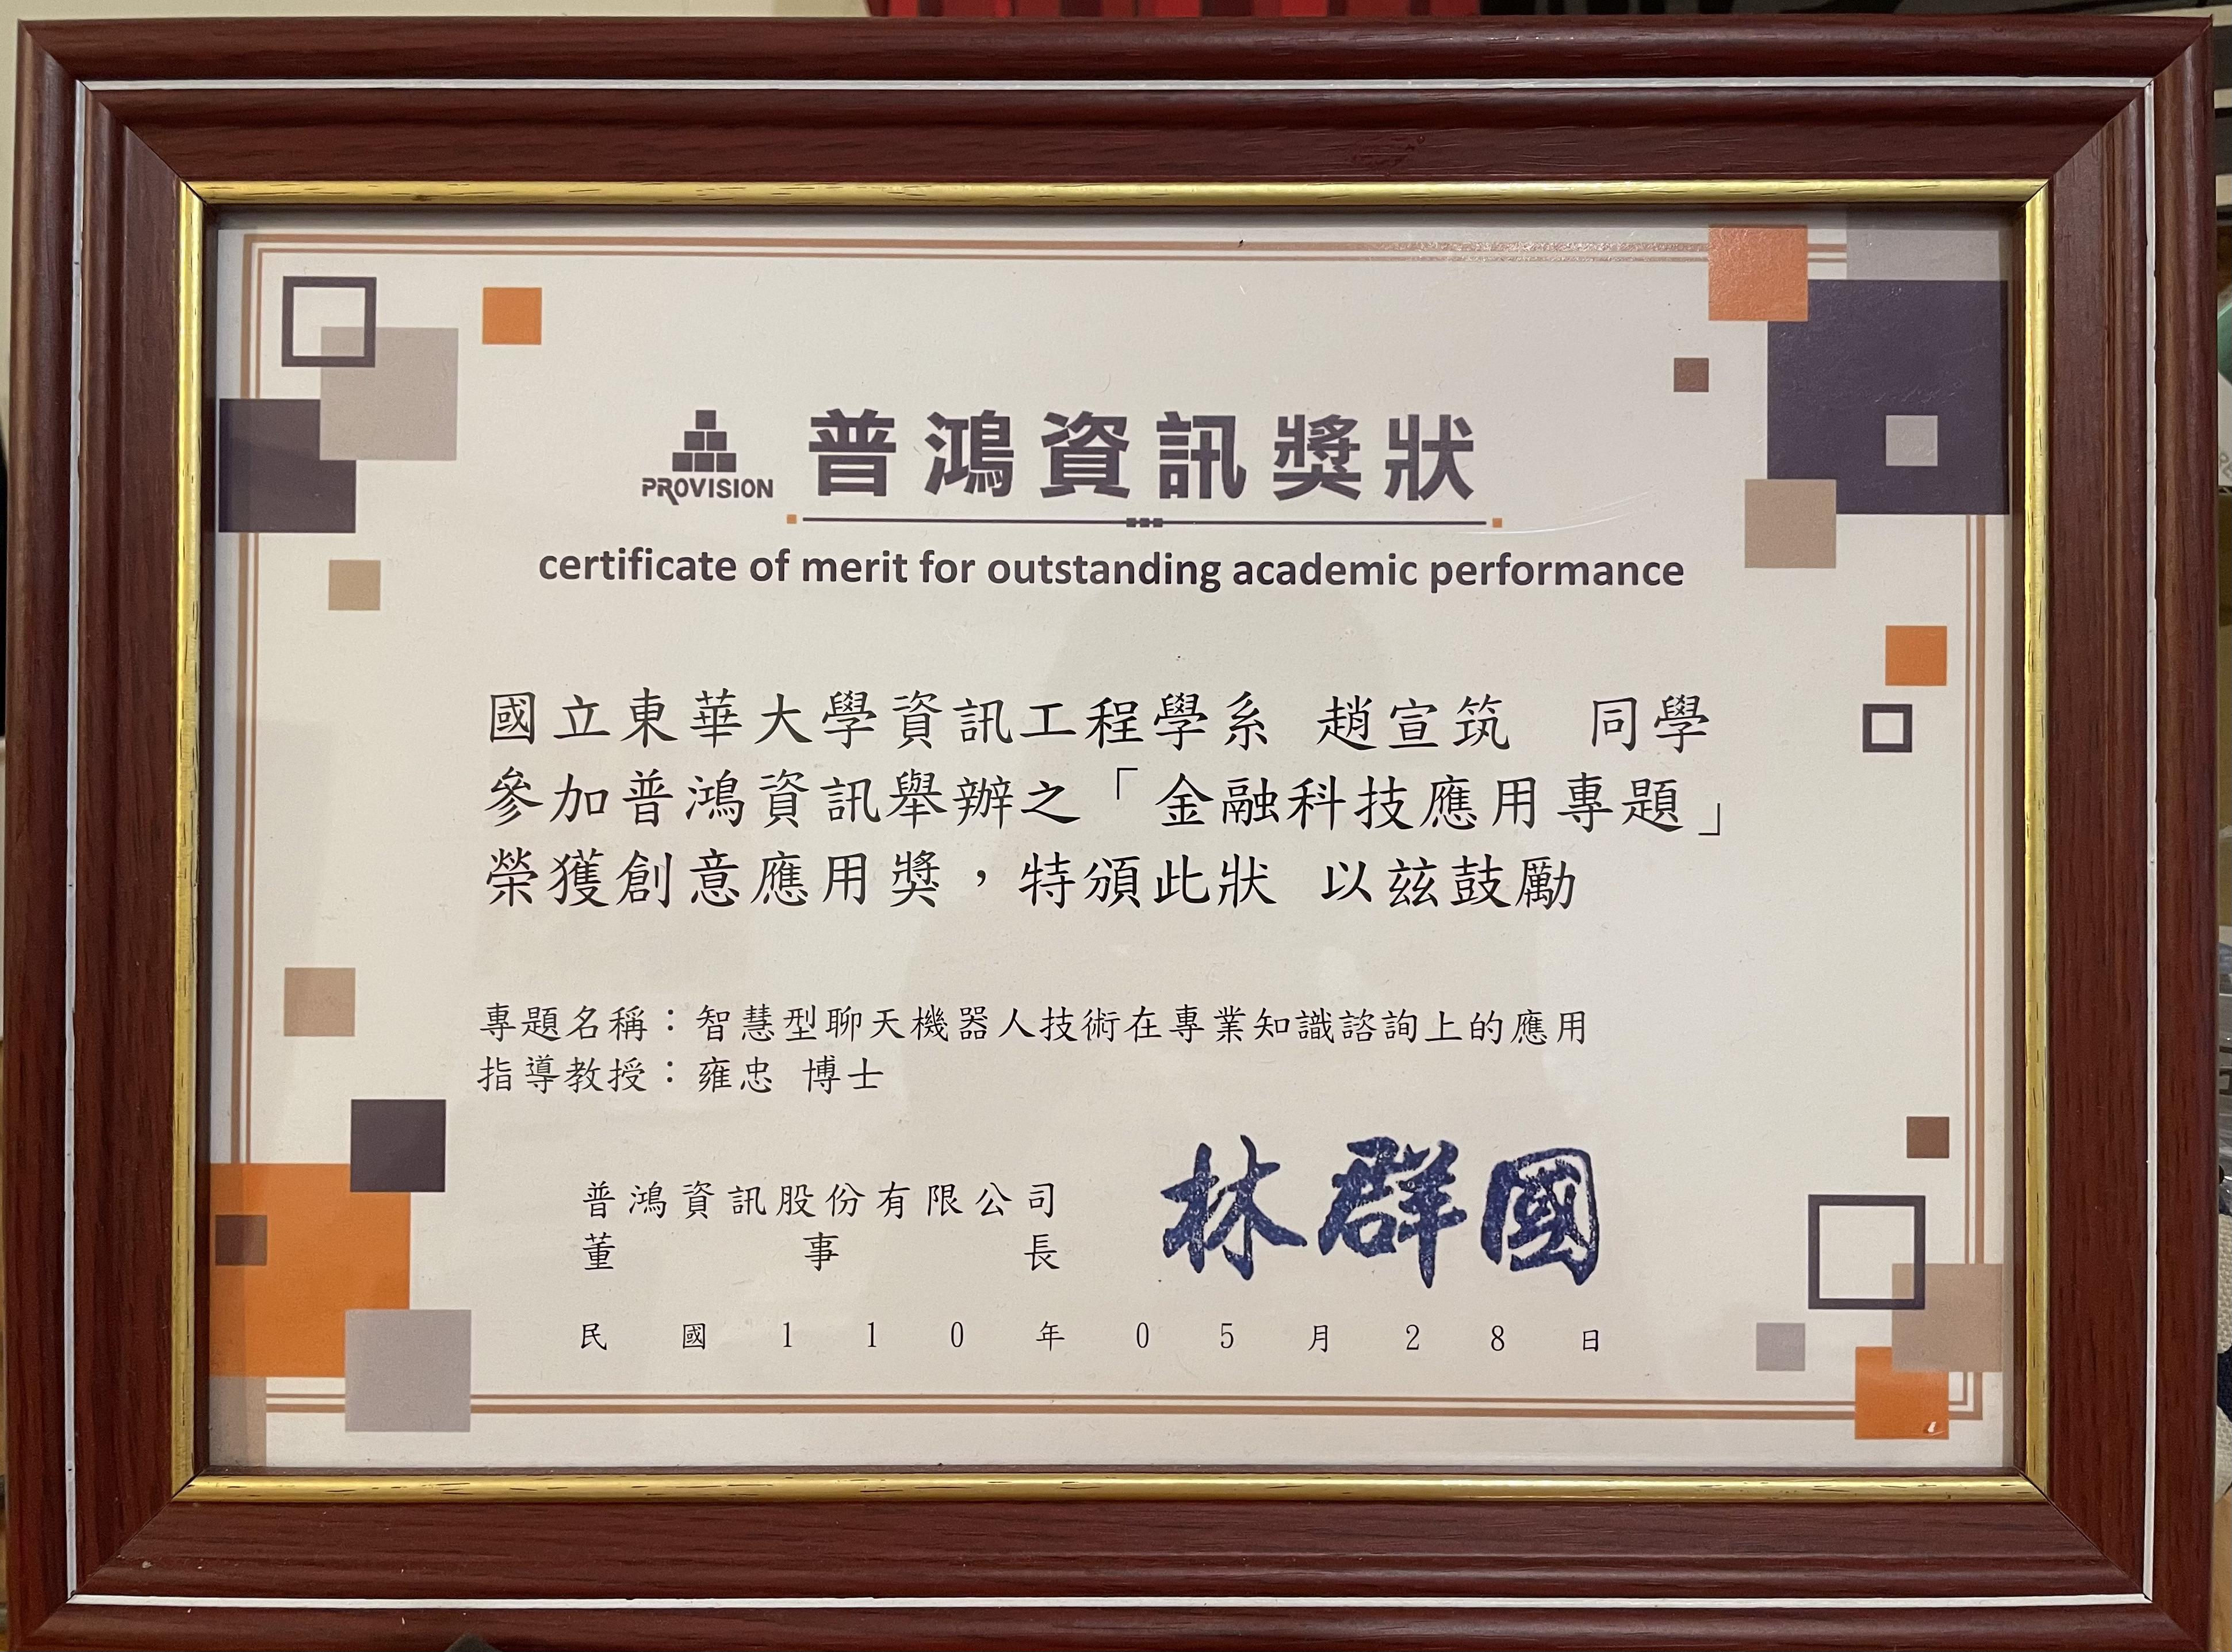 PROVISION 普鴻資訊獎狀
certificate of merit for outstanding academic performance
國立東華大學資訊工程學系 趙宣筑 同學
參加普鴻資訊舉辦之「金融科技應用專題」
榮獲創意應用獎,特頒此狀 以茲鼓勵
專題名稱:智慧型聊天機器人技術在專業知識諮詢上的應用
指導教授:雍忠 博士
普鴻資訊股份有限公司
董事長 林群國
民國110年05月28日